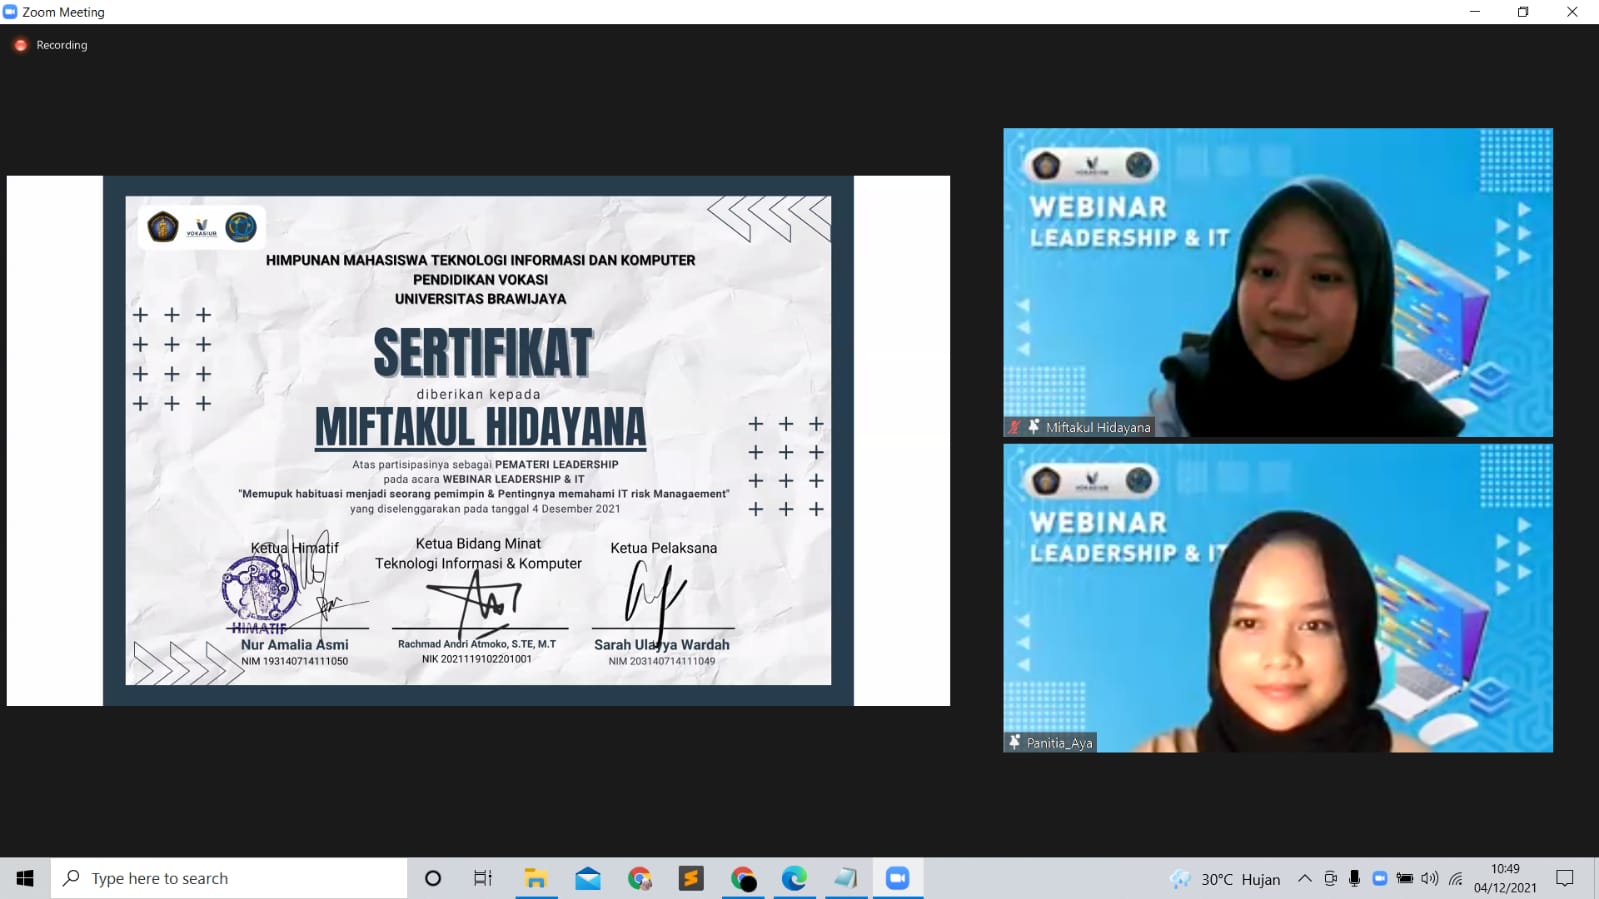 Zoom Meeting
Recording
VOKASI UB
HIMPUNAN MAHASISWA TEKNOLOGI INFORMASI DAN KOMPUTER
PENDIDIKAN VOKASI
UNIVERSITAS BRAWIJAYA
SERTIFIKAT
diberikan kepada
MIFTAKUL HIDAYANA
Atas partisipasinya sebagai PEMATERI LEADERSHIP
pada acara WEBINAR LEADERSHIP & IT
"Memupuk habituasi menjadi seorang pemimpin & Pentingnya memahami IT risk Managaement"
yang diselenggarakan pada tanggal 4 Desember 2021
Ketua Himatif
HIMATIF
Nur Amalia Asmi
NIM 193140714111050
Ketua Bidang Minat
Teknologi Informasi & Komputer
Rachmad Andri Atmoko, S.TE, M.T
NIK 2021119102201001
Ketua Pelaksana
Sarah Ulayya Wardah
NIM 203140714111049
WEBINAR
LEADERSHIP & IT
Miftakul Hidayana
WEBINAR
LEADERSHIP & IT
Panitia_Aya
Type here to search
30°C Hujan
10:49
04/12/2021